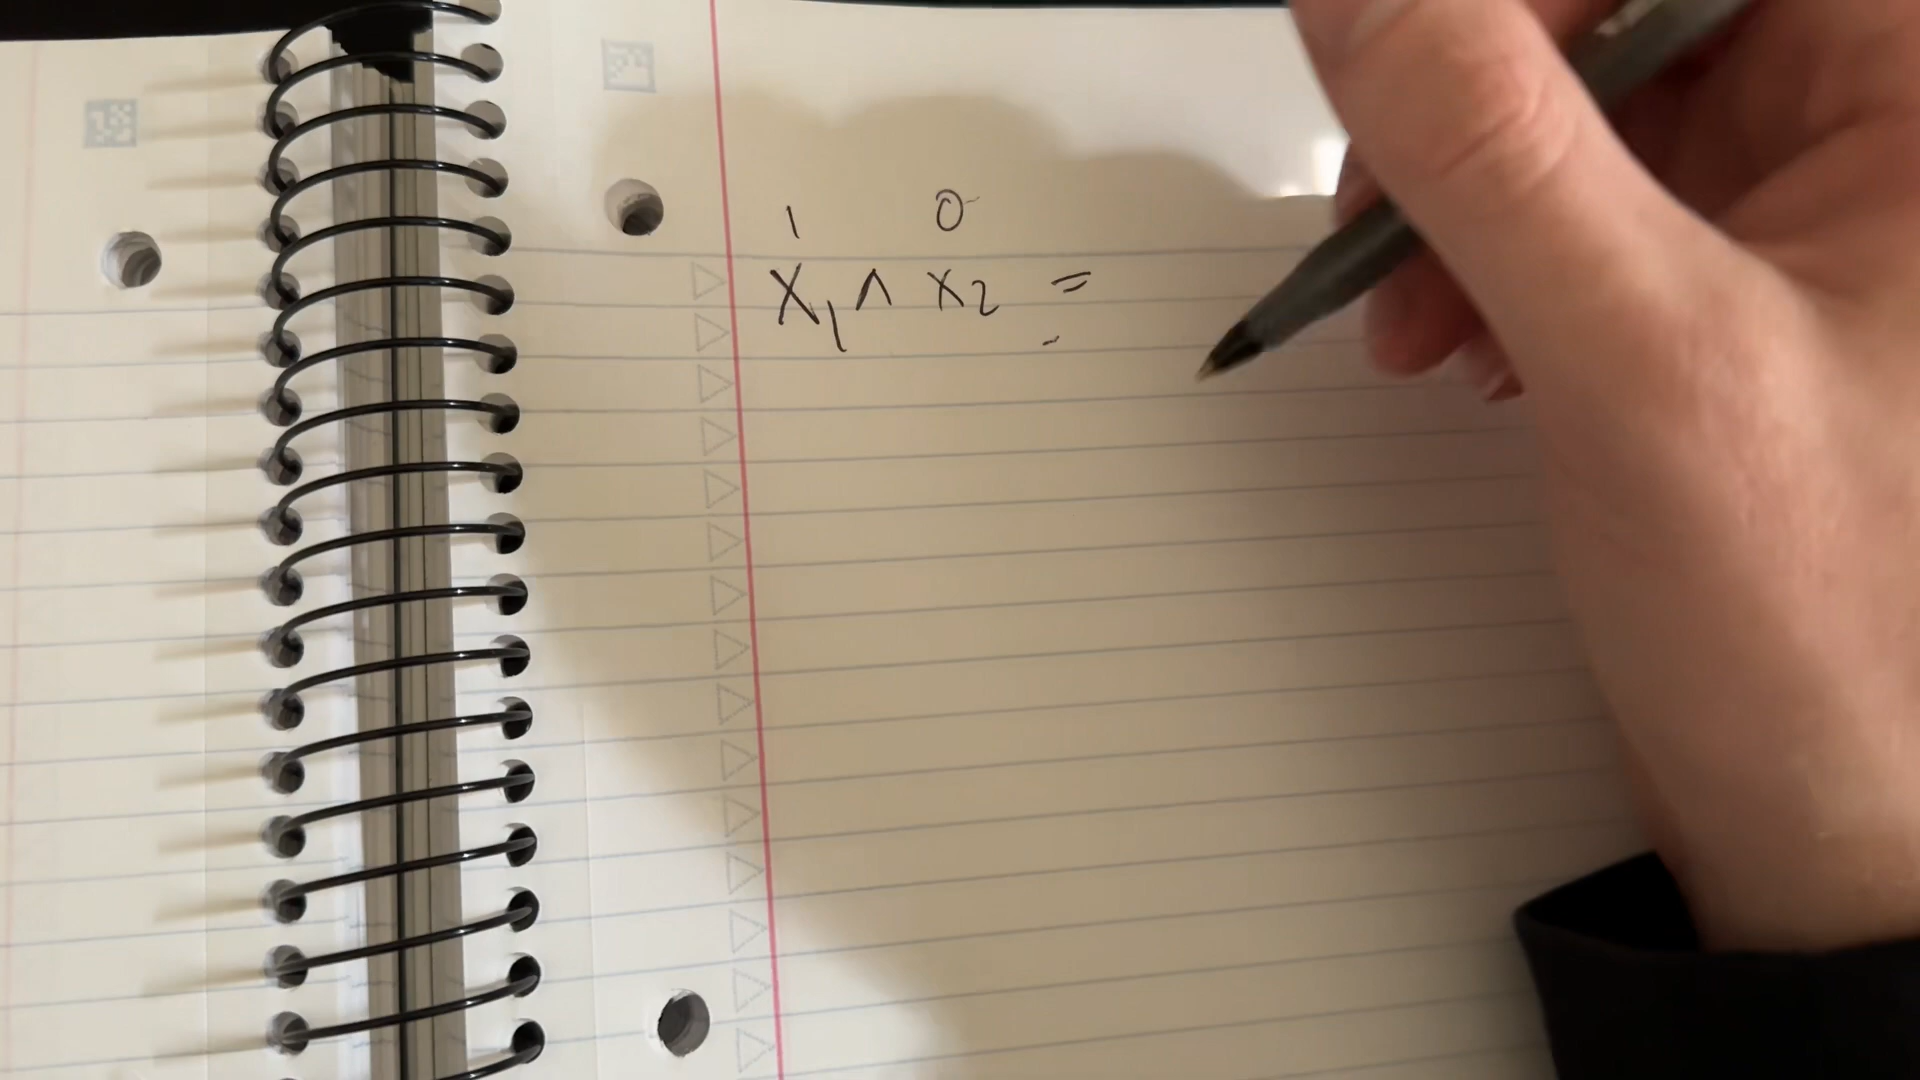 1 0
X₁ ∧ X₂ =
-